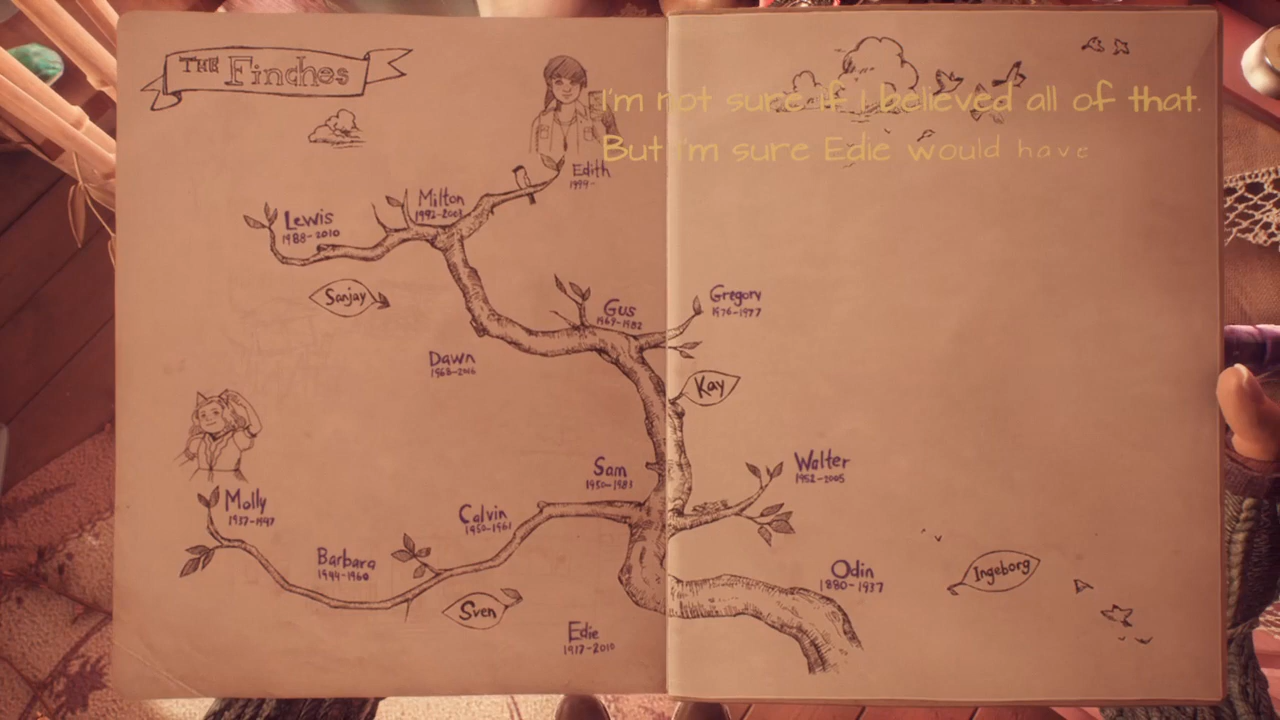 THE Finches
I'm not sure if i believed all of that.
But I'm sure Edie would have
Edith
1994-
Milton
1992-2003
Lewis
1988-2010
Sanjay
Gus
1969-1982
Gregory
1976-1977
Dawn
1968-2016
Kay
Sam
1950-1983
Walter
1952-2005
Molly
1937-1947
Calvin
1950-1961
Barbara
1944-1960
Sven
Odin
1880-1937
Ingeborg
Edie
1917-2010